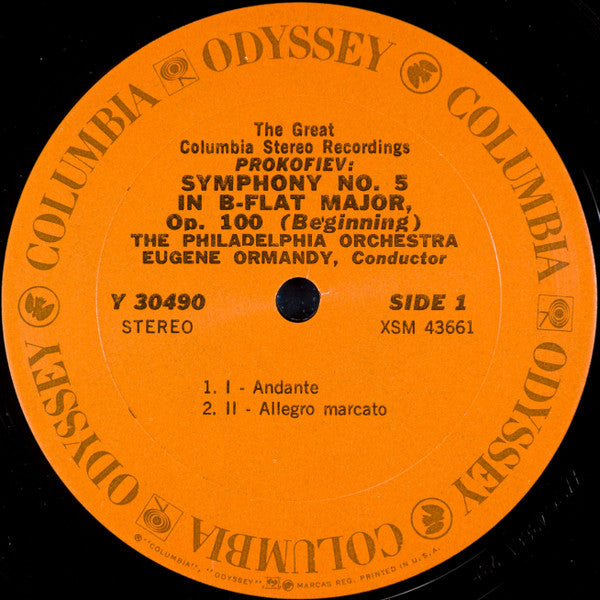 COLUMBIA
ODYSSEY
COLUMBIA
ODYSSEY
COLUMBIA
ODYSSEY
COLUMBIA
ODYSSEY
The Great
Columbia Stereo Recordings
PROKOFIEV:
SYMPHONY NO. 5
IN B-FLAT MAJOR,
Op. 100 (Beginning)
THE PHILADELPHIA ORCHESTRA
EUGENE ORMANDY, Conductor
Y 30490 SIDE 1
STEREO XSM 43661
1. I - Andante
2. II - Allegro marcato
® "COLUMBIA", "ODYSSEY", MARCAS REG. PRINTED IN U.S.A.